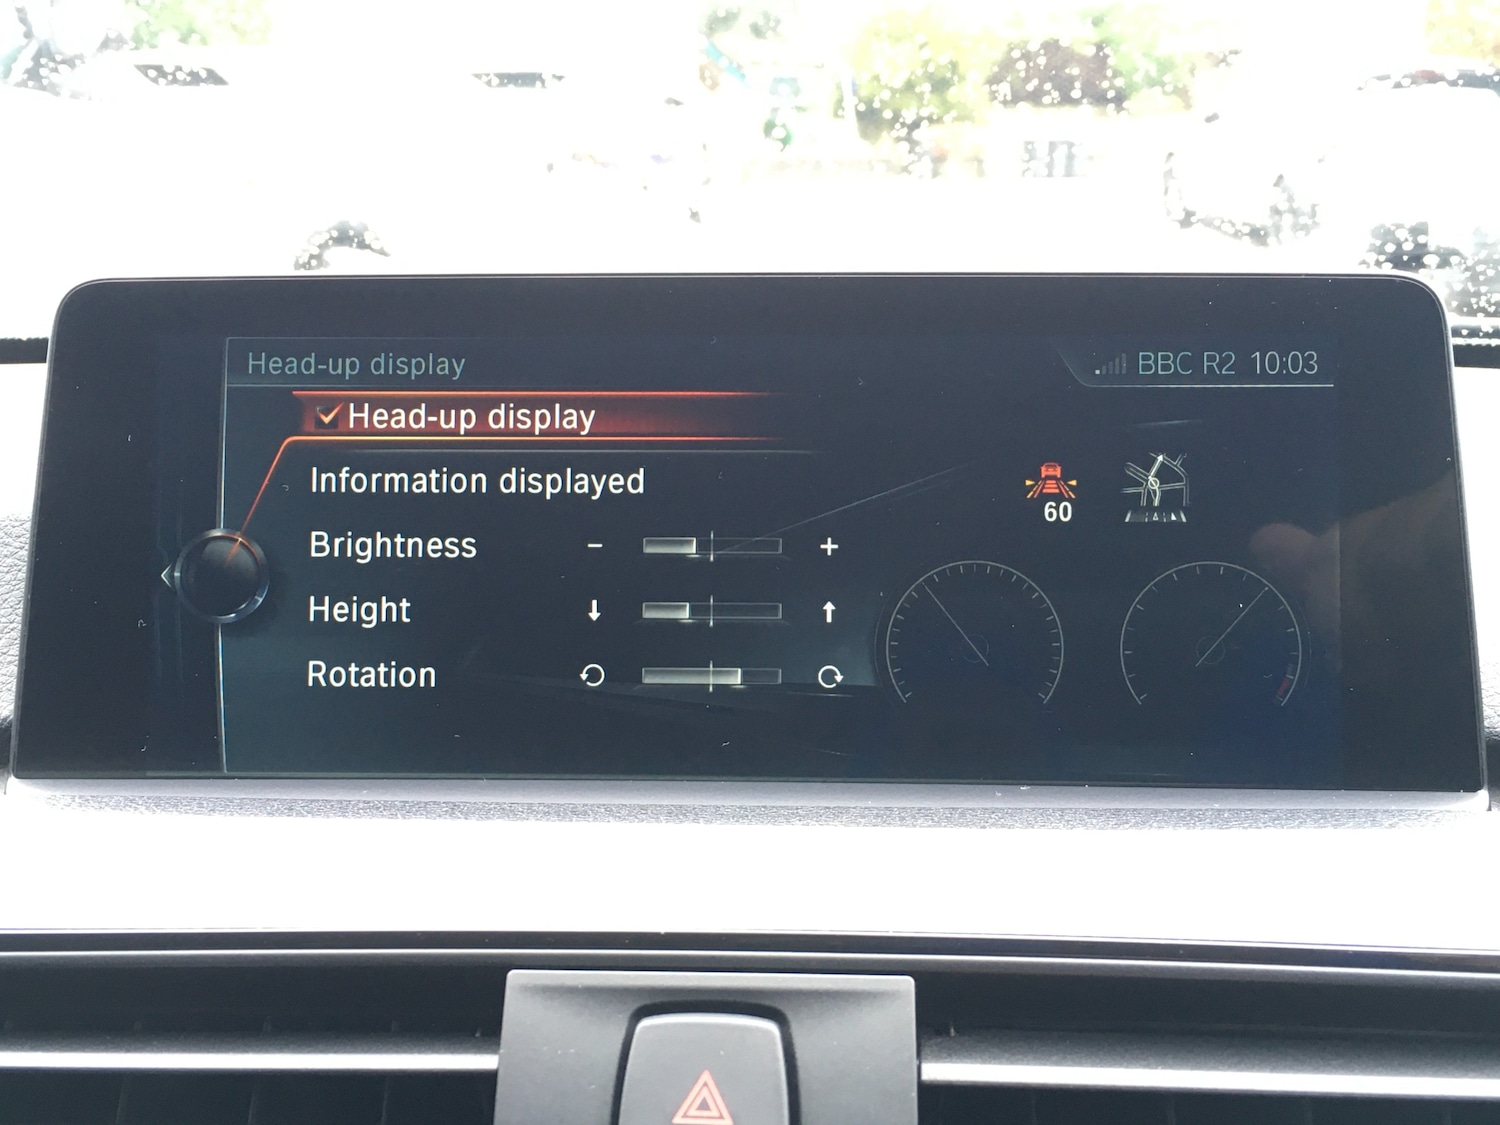 Head-up display
BBC R2 10:03
Head-up display
Information displayed
60
Brightness - +
Height
Rotation